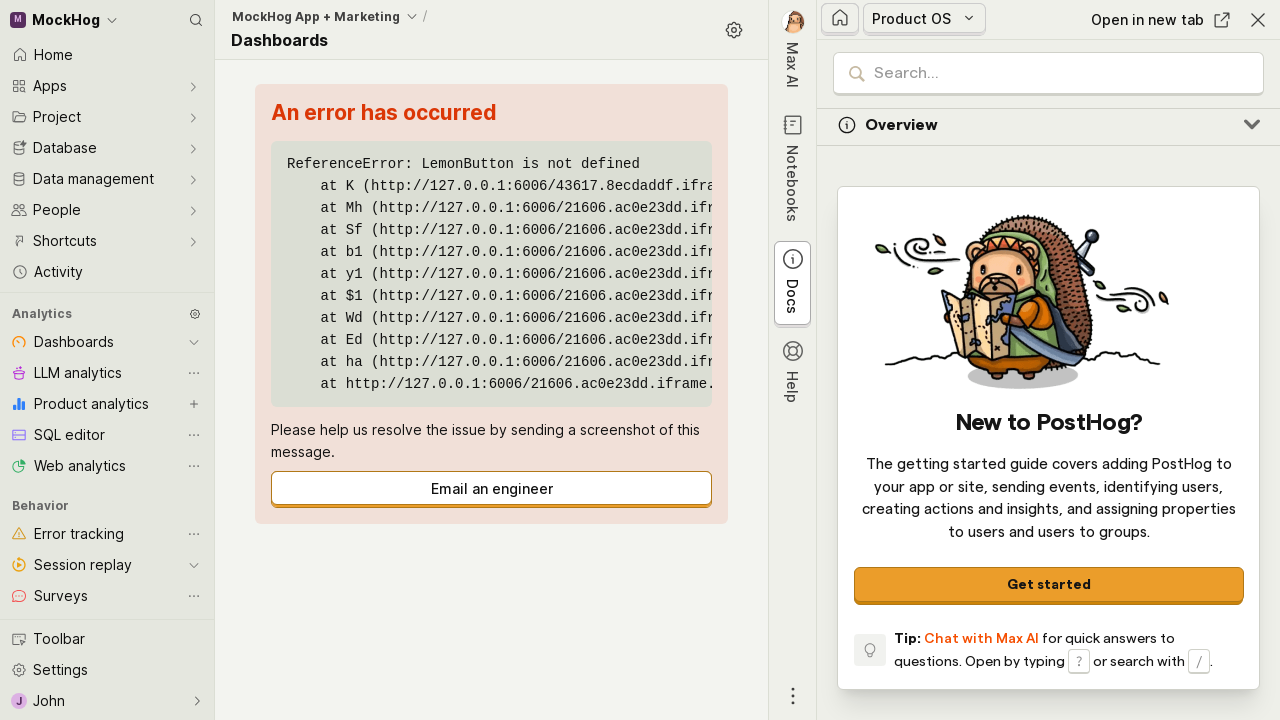 M MockHog
Home
Apps
Project
Database
Data management
People
Shortcuts
Activity
Analytics
Dashboards
LLM analytics
Product analytics
SQL editor
Web analytics
Behavior
Error tracking
Session replay
Surveys
Toolbar
Settings
J John
MockHog App + Marketing /
Dashboards
An error has occurred
ReferenceError: LemonButton is not defined
at K (http://127.0.0.1:6006/43617.8ecdaddf.ifra
at Mh (http://127.0.0.1:6006/21606.ac0e23dd.ifr
at Sf (http://127.0.0.1:6006/21606.ac0e23dd.ifr
at b1 (http://127.0.0.1:6006/21606.ac0e23dd.ifr
at y1 (http://127.0.0.1:6006/21606.ac0e23dd.ifr
at $1 (http://127.0.0.1:6006/21606.ac0e23dd.ifr
at Wd (http://127.0.0.1:6006/21606.ac0e23dd.ifr
at Ed (http://127.0.0.1:6006/21606.ac0e23dd.ifr
at ha (http://127.0.0.1:6006/21606.ac0e23dd.ifr
at http://127.0.0.1:6006/21606.ac0e23dd.iframe.
Please help us resolve the issue by sending a screenshot of this
message.
Email an engineer
Max AI
Notebooks
Docs
Help
Product OS
Open in new tab
Search...
Overview
New to PostHog?
The getting started guide covers adding PostHog to
your app or site, sending events, identifying users,
creating actions and insights, and assigning properties
to users and users to groups.
Get started
Tip: Chat with Max AI for quick answers to
questions. Open by typing ? or search with /.